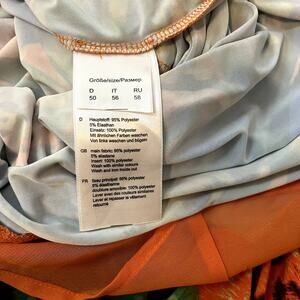 Größe/size/Размер
D IT RU
50 56 58
D Hauptstoff: 95% Polyester
5% Elasthan
Einsatz: 100% Polyester
Mit ähnlichen Farben waschen
Von links waschen und bügeln
GB main fabric: 95% polyester
5% elastane
insert: 100% polyester
Wash with similar colours
Wash and iron inside out
FR tissu principal: 95% polyester
5% élasthanne
doublure amovible: 100% polyester
Laver avec des couleurs similaires
Laver et repasser le vêtement
retourné